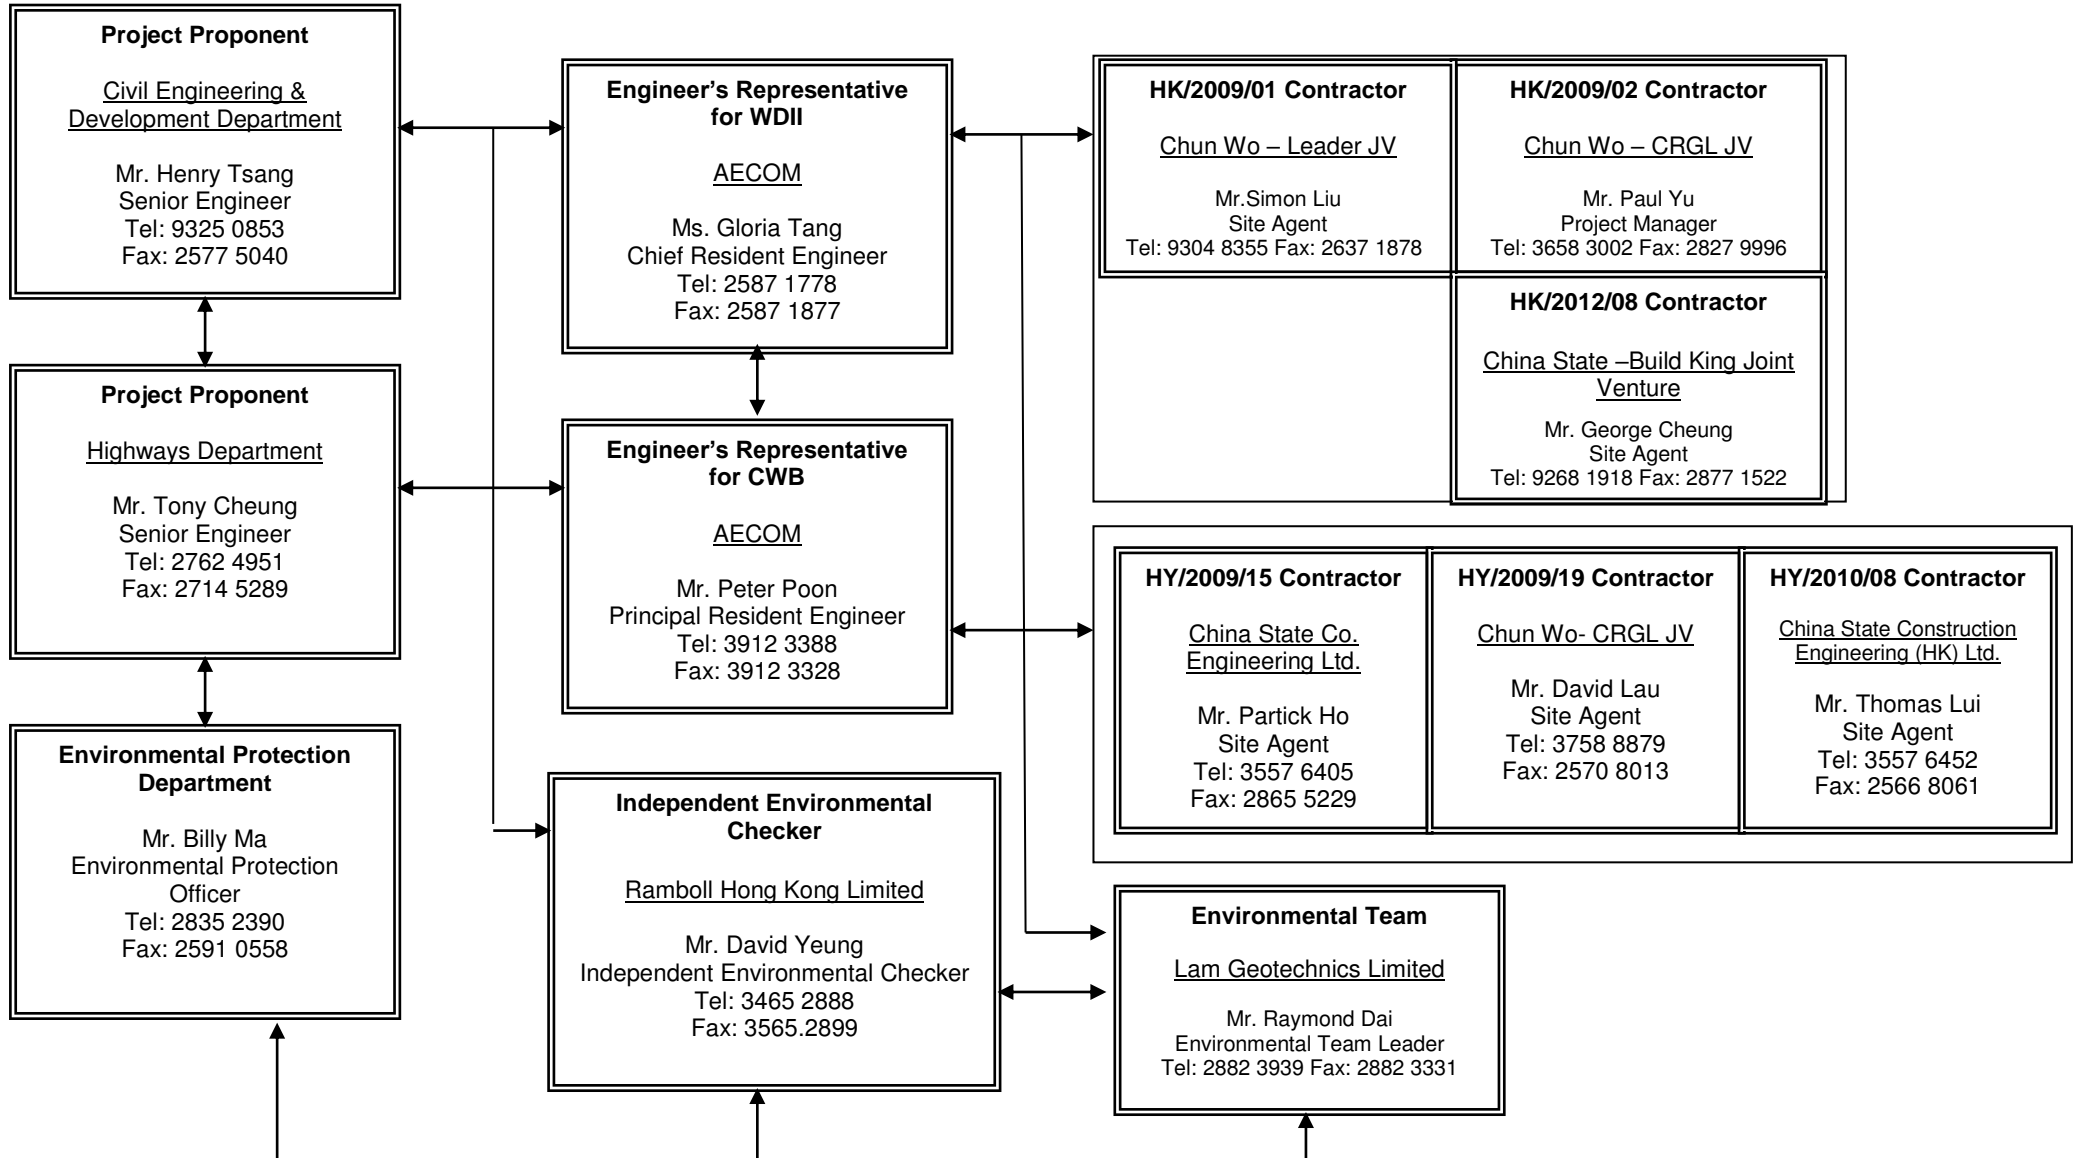 Project Proponent
Civil Engineering &
Development Department
Mr. Henry Tsang
Senior Engineer
Tel: 9325 0853
Fax: 2577 5040
Project Proponent
Highways Department
Mr. Tony Cheung
Senior Engineer
Tel: 2762 4951
Fax: 2714 5289
Environmental Protection
Department
Mr. Billy Ma
Environmental Protection
Officer
Tel: 2835 2390
Fax: 2591 0558
Engineer's Representative
for WDII
AECOM
Ms. Gloria Tang
Chief Resident Engineer
Tel: 2587 1778
Fax: 2587 1877
Engineer's Representative
for CWB
AECOM
Mr. Peter Poon
Principal Resident Engineer
Tel: 3912 3388
Fax: 3912 3328
Independent Environmental
Checker
Ramboll Hong Kong Limited
Mr. David Yeung
Independent Environmental Checker
Tel: 3465 2888
Fax: 3565.2899
HK/2009/01 Contractor
Chun Wo – Leader JV
Mr.Simon Liu
Site Agent
Tel: 9304 8355 Fax: 2637 1878
HK/2009/02 Contractor
Chun Wo – CRGL JV
Mr. Paul Yu
Project Manager
Tel: 3658 3002 Fax: 2827 9996
HK/2012/08 Contractor
China State –Build King Joint
Venture
Mr. George Cheung
Site Agent
Tel: 9268 1918 Fax: 2877 1522
HY/2009/15 Contractor
China State Co.
Engineering Ltd.
Mr. Partick Ho
Site Agent
Tel: 3557 6405
Fax: 2865 5229
HY/2009/19 Contractor
Chun Wo- CRGL JV
Mr. David Lau
Site Agent
Tel: 3758 8879
Fax: 2570 8013
HY/2010/08 Contractor
China State Construction
Engineering (HK) Ltd.
Mr. Thomas Lui
Site Agent
Tel: 3557 6452
Fax: 2566 8061
Environmental Team
Lam Geotechnics Limited
Mr. Raymond Dai
Environmental Team Leader
Tel: 2882 3939 Fax: 2882 3331